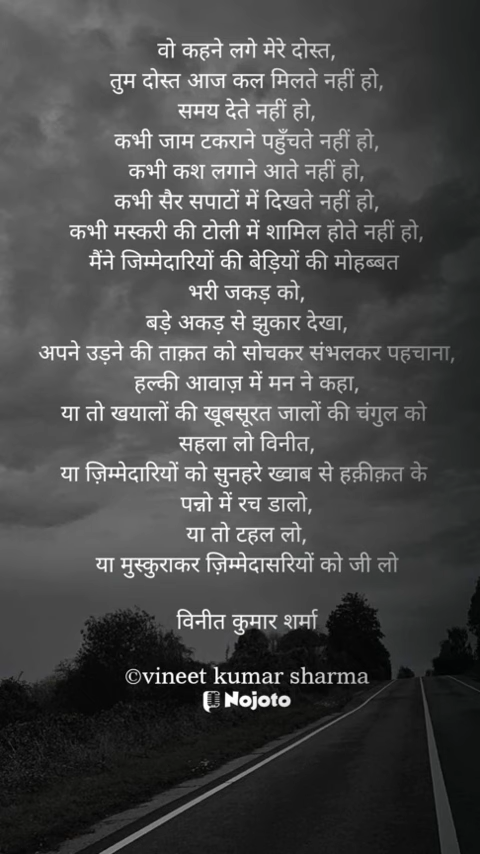 वो कहने लगे मेरे दोस्त,
तुम दोस्त आज कल मिलते नहीं हो,
समय देते नहीं हो,
कभी जाम टकराने पहुँचते नहीं हो,
कभी कश लगाने आते नहीं हो,
कभी सैर सपाटों में दिखते नहीं हो,
कभी मस्करी की टोली में शामिल होते नहीं हो,
मैंने जिम्मेदारियों की बेड़ियों की मोहब्बत
भरी जकड़ को,
बड़े अकड़ से झुकार देखा,
अपने उड़ने की ताक़त को सोचकर संभलकर पहचाना,
हल्की आवाज़ में मन ने कहा,
या तो खयालों की खूबसूरत जालों की चंगुल को
सहला लो विनीत,
या ज़िम्मेदारियों को सुनहरे ख्वाब से हक़ीक़त के
पन्नो में रच डालो,
या तो टहल लो,
या मुस्कुराकर ज़िम्मेदासरियों को जी लो
विनीत कुमार शर्मा
©vineet kumar sharma
Nojoto